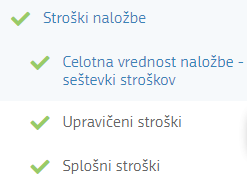 Stroški naložbe
Celotna vrednost naložbe -
seštevki stroškov
Upravičeni stroški
Splošni stroški